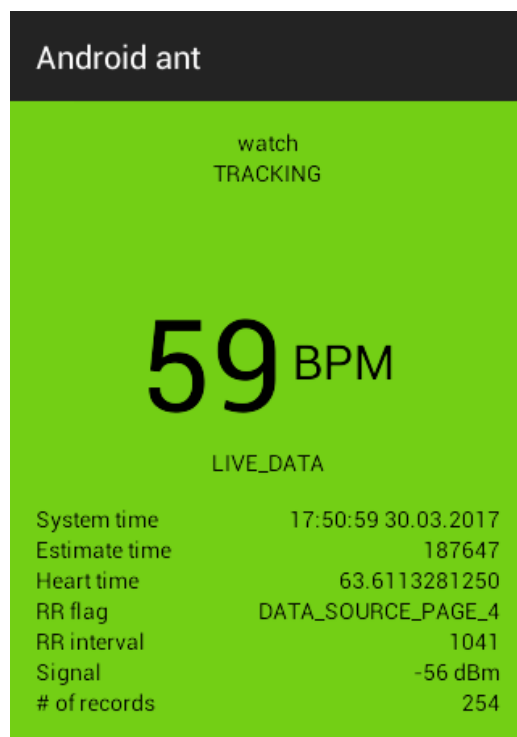 Android ant
watch
TRACKING
59 BPM
LIVE_DATA
System time 17:50:59 30.03.2017
Estimate time 187647
Heart time 63.6113281250
RR flag DATA_SOURCE_PAGE_4
RR interval 1041
Signal -56 dBm
# of records 254